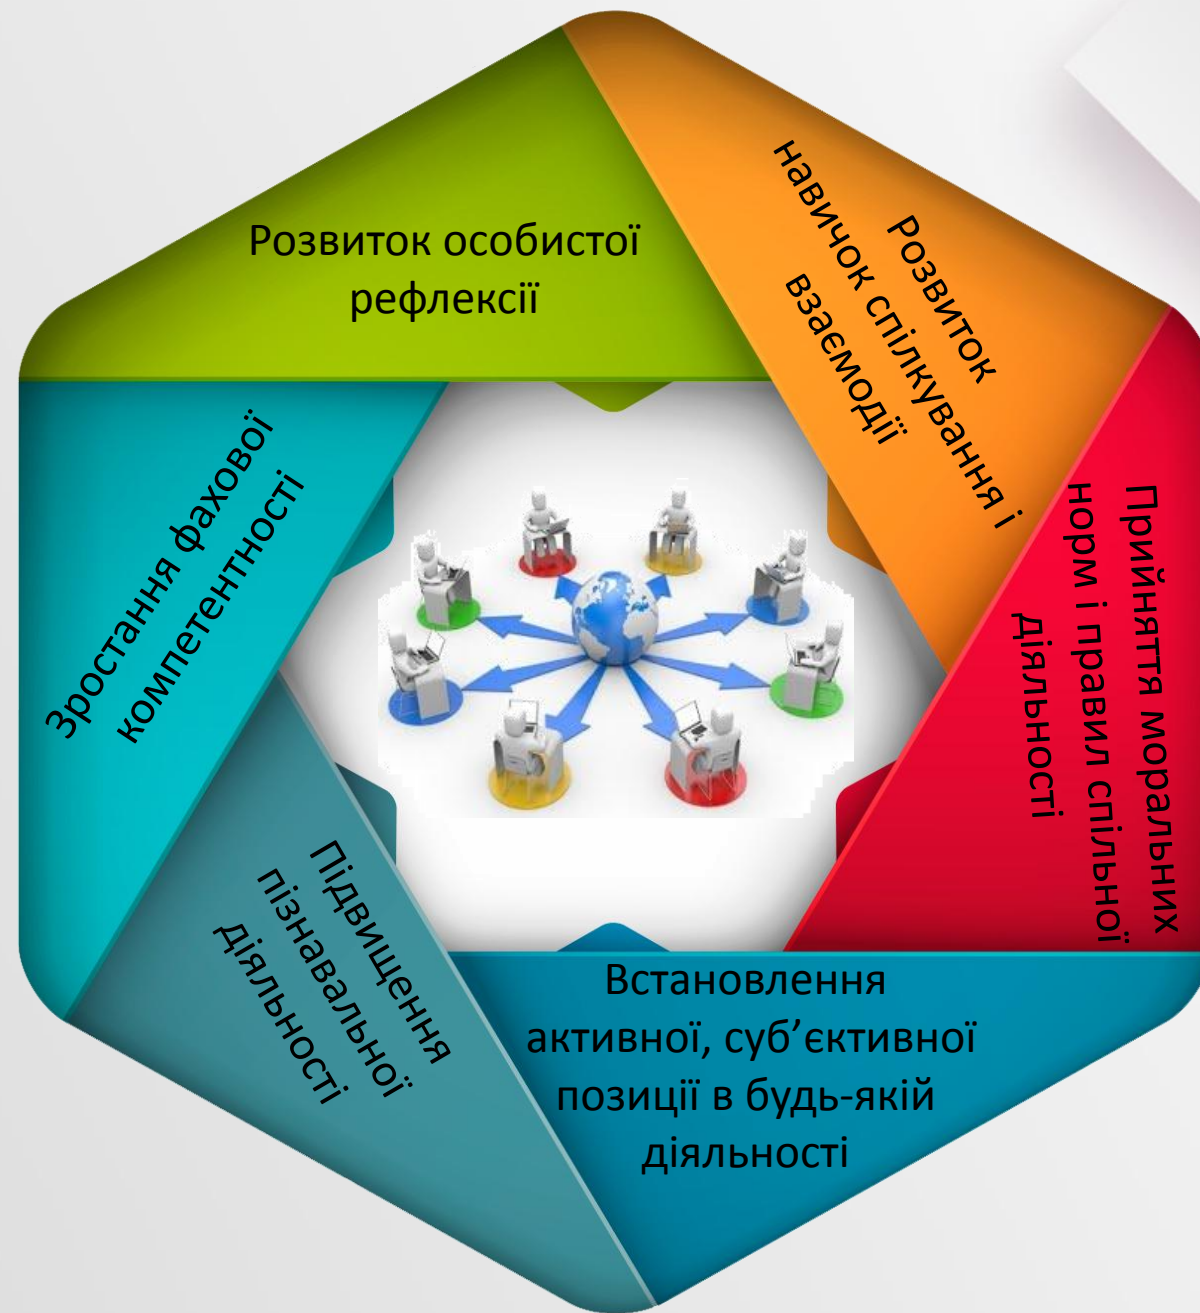 Розвиток особистої
рефлексії
Розвиток
навичок спілкування і
взаємодії
Прийняття моральних
норм і правил спільної
діяльності
Встановлення
активної, суб’єктивної
позиції в будь-якій
діяльності
Підвищення
пізнавальної
діяльності
Зростання фахової
компетентності